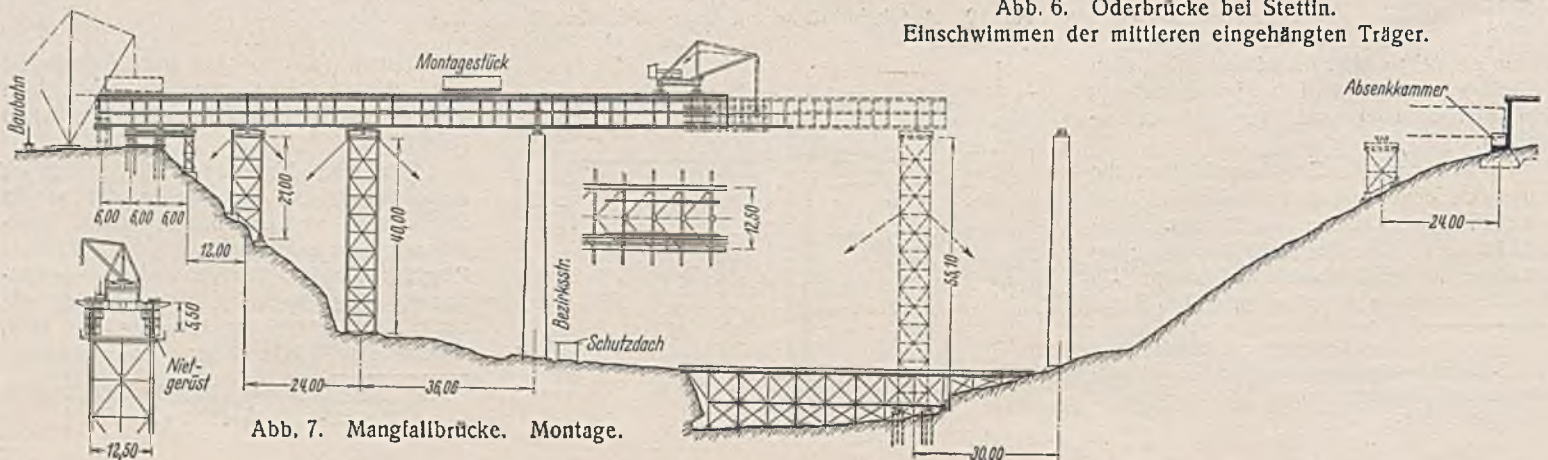 Abb. 6. Oderbrücke bei Stettin.
Einschwimmen der mittleren eingehängten Träger.
Baubahn
Montagestück
Absenkkammer
6,00 6,00 6,00
12.00
21,00
40,00
12,50
55,10
24.00
5,50
Niet-
gerüst
12,50
24,00
36,00
Bezirksstr.
Schutzdach
30,00
Abb. 7. Mangfallbrücke. Montage.